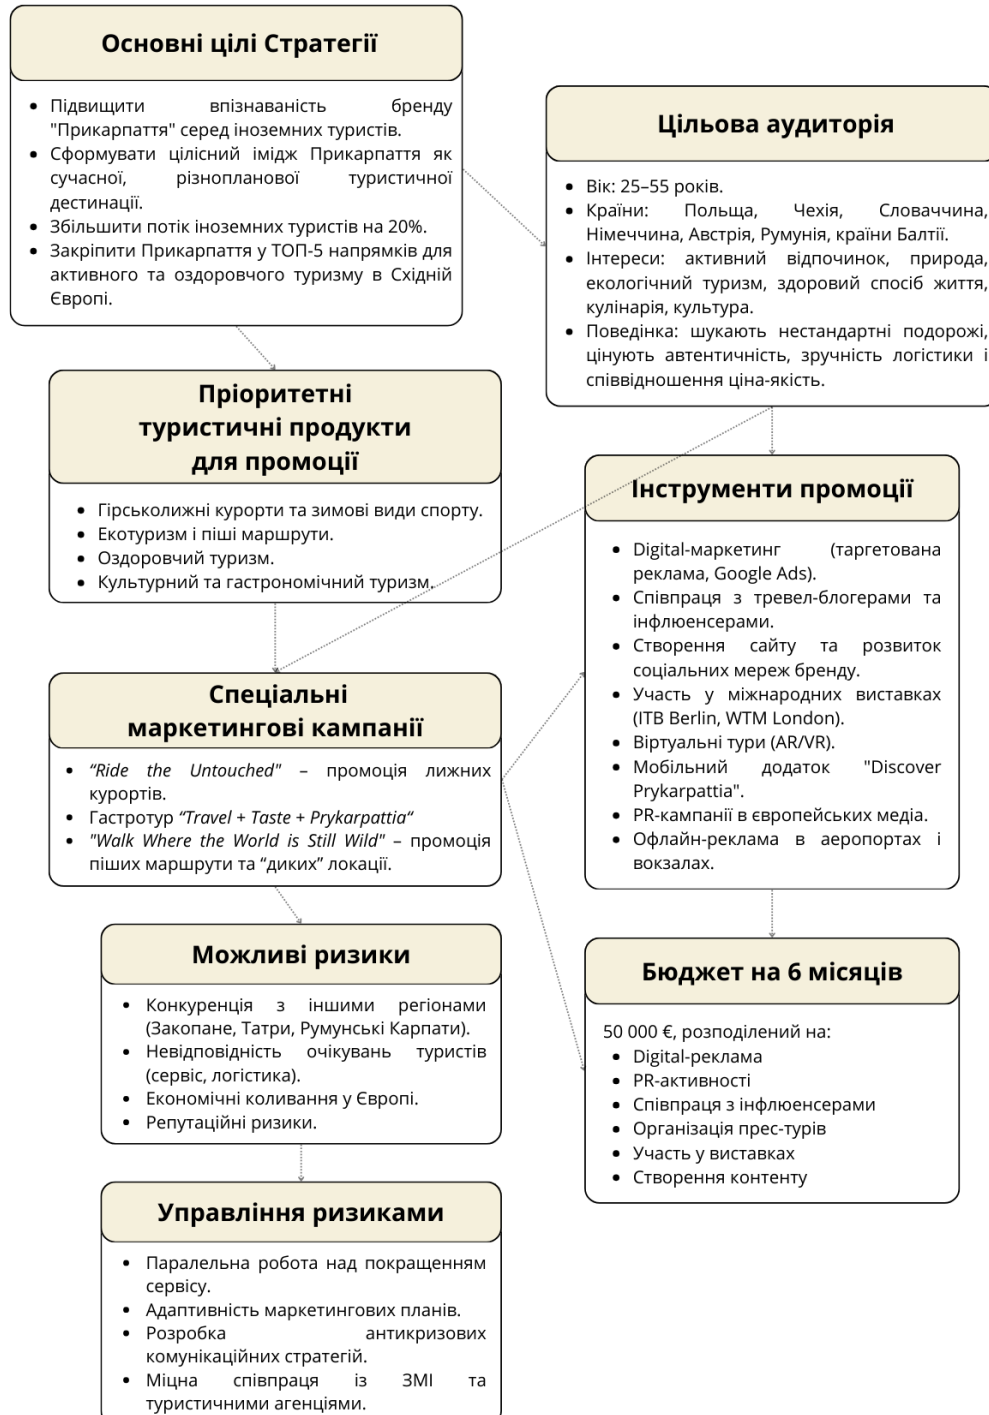 Основні цілі Стратегії
Підвищити впізнаваність бренду
"Прикарпаття" серед іноземних туристів.
Сформувати цілісний імідж Прикарпаття як
сучасної, різнопланової туристичної
дестинації.
Збільшити потік іноземних туристів на 20%.
Закріпити Прикарпаття у ТОП-5 напрямків для
активного та оздоровчого туризму в Східній
Європі.
Цільова аудиторія
Вік: 25–55 років.
Країни: Польща, Чехія, Словаччина,
Німеччина, Австрія, Румунія, країни Балтії.
Інтереси: активний відпочинок, природа,
екологічний туризм, здоровий спосіб життя,
кулінарія, культура.
Поведінка: шукають нестандартні подорожі,
цінують автентичність, зручність логістики і
співвідношення ціна-якість.
Пріоритетні
туристичні продукти
для промоції
Гірськолижні курорти та зимові види спорту.
Екотуризм і піші маршрути.
Оздоровчий туризм.
Культурний та гастрономічний туризм.
Інструменти промоції
Digital-маркетинг (таргетована
реклама, Google Ads).
Співпраця з тревел-блогерами та
інфлюенсерами.
Створення сайту та розвиток
соціальних мереж бренду.
Участь у міжнародних виставках
(ITB Berlin, WTM London).
Віртуальні тури (AR/VR).
Мобільний додаток "Discover
Prykarpattia".
PR-кампанії в європейських медіа.
Офлайн-реклама в аеропортах і
вокзалах.
Спеціальні
маркетингові кампанії
“Ride the Untouched" – промоція лижних
курортів.
Гастротур “Travel + Taste + Prykarpattia“
"Walk Where the World is Still Wild" – промоція
піших маршрути та “диких” локації.
Можливі ризики
Конкуренція з іншими регіонами
(Закопане, Татри, Румунські Карпати).
Невідповідність очікувань туристів
(сервіс, логістика).
Економічні коливання у Європі.
Репутаційні ризики.
Бюджет на 6 місяців
50 000 €, розподілений на:
Digital-реклама
PR-активності
Співпраця з інфлюенсерами
Організація прес-турів
Участь у виставках
Створення контенту
Управління ризиками
Паралельна робота над покращенням
сервісу.
Адаптивність маркетингових планів.
Розробка антикризових
комунікаційних стратегій.
Міцна співпраця із ЗМІ та
туристичними агенціями.